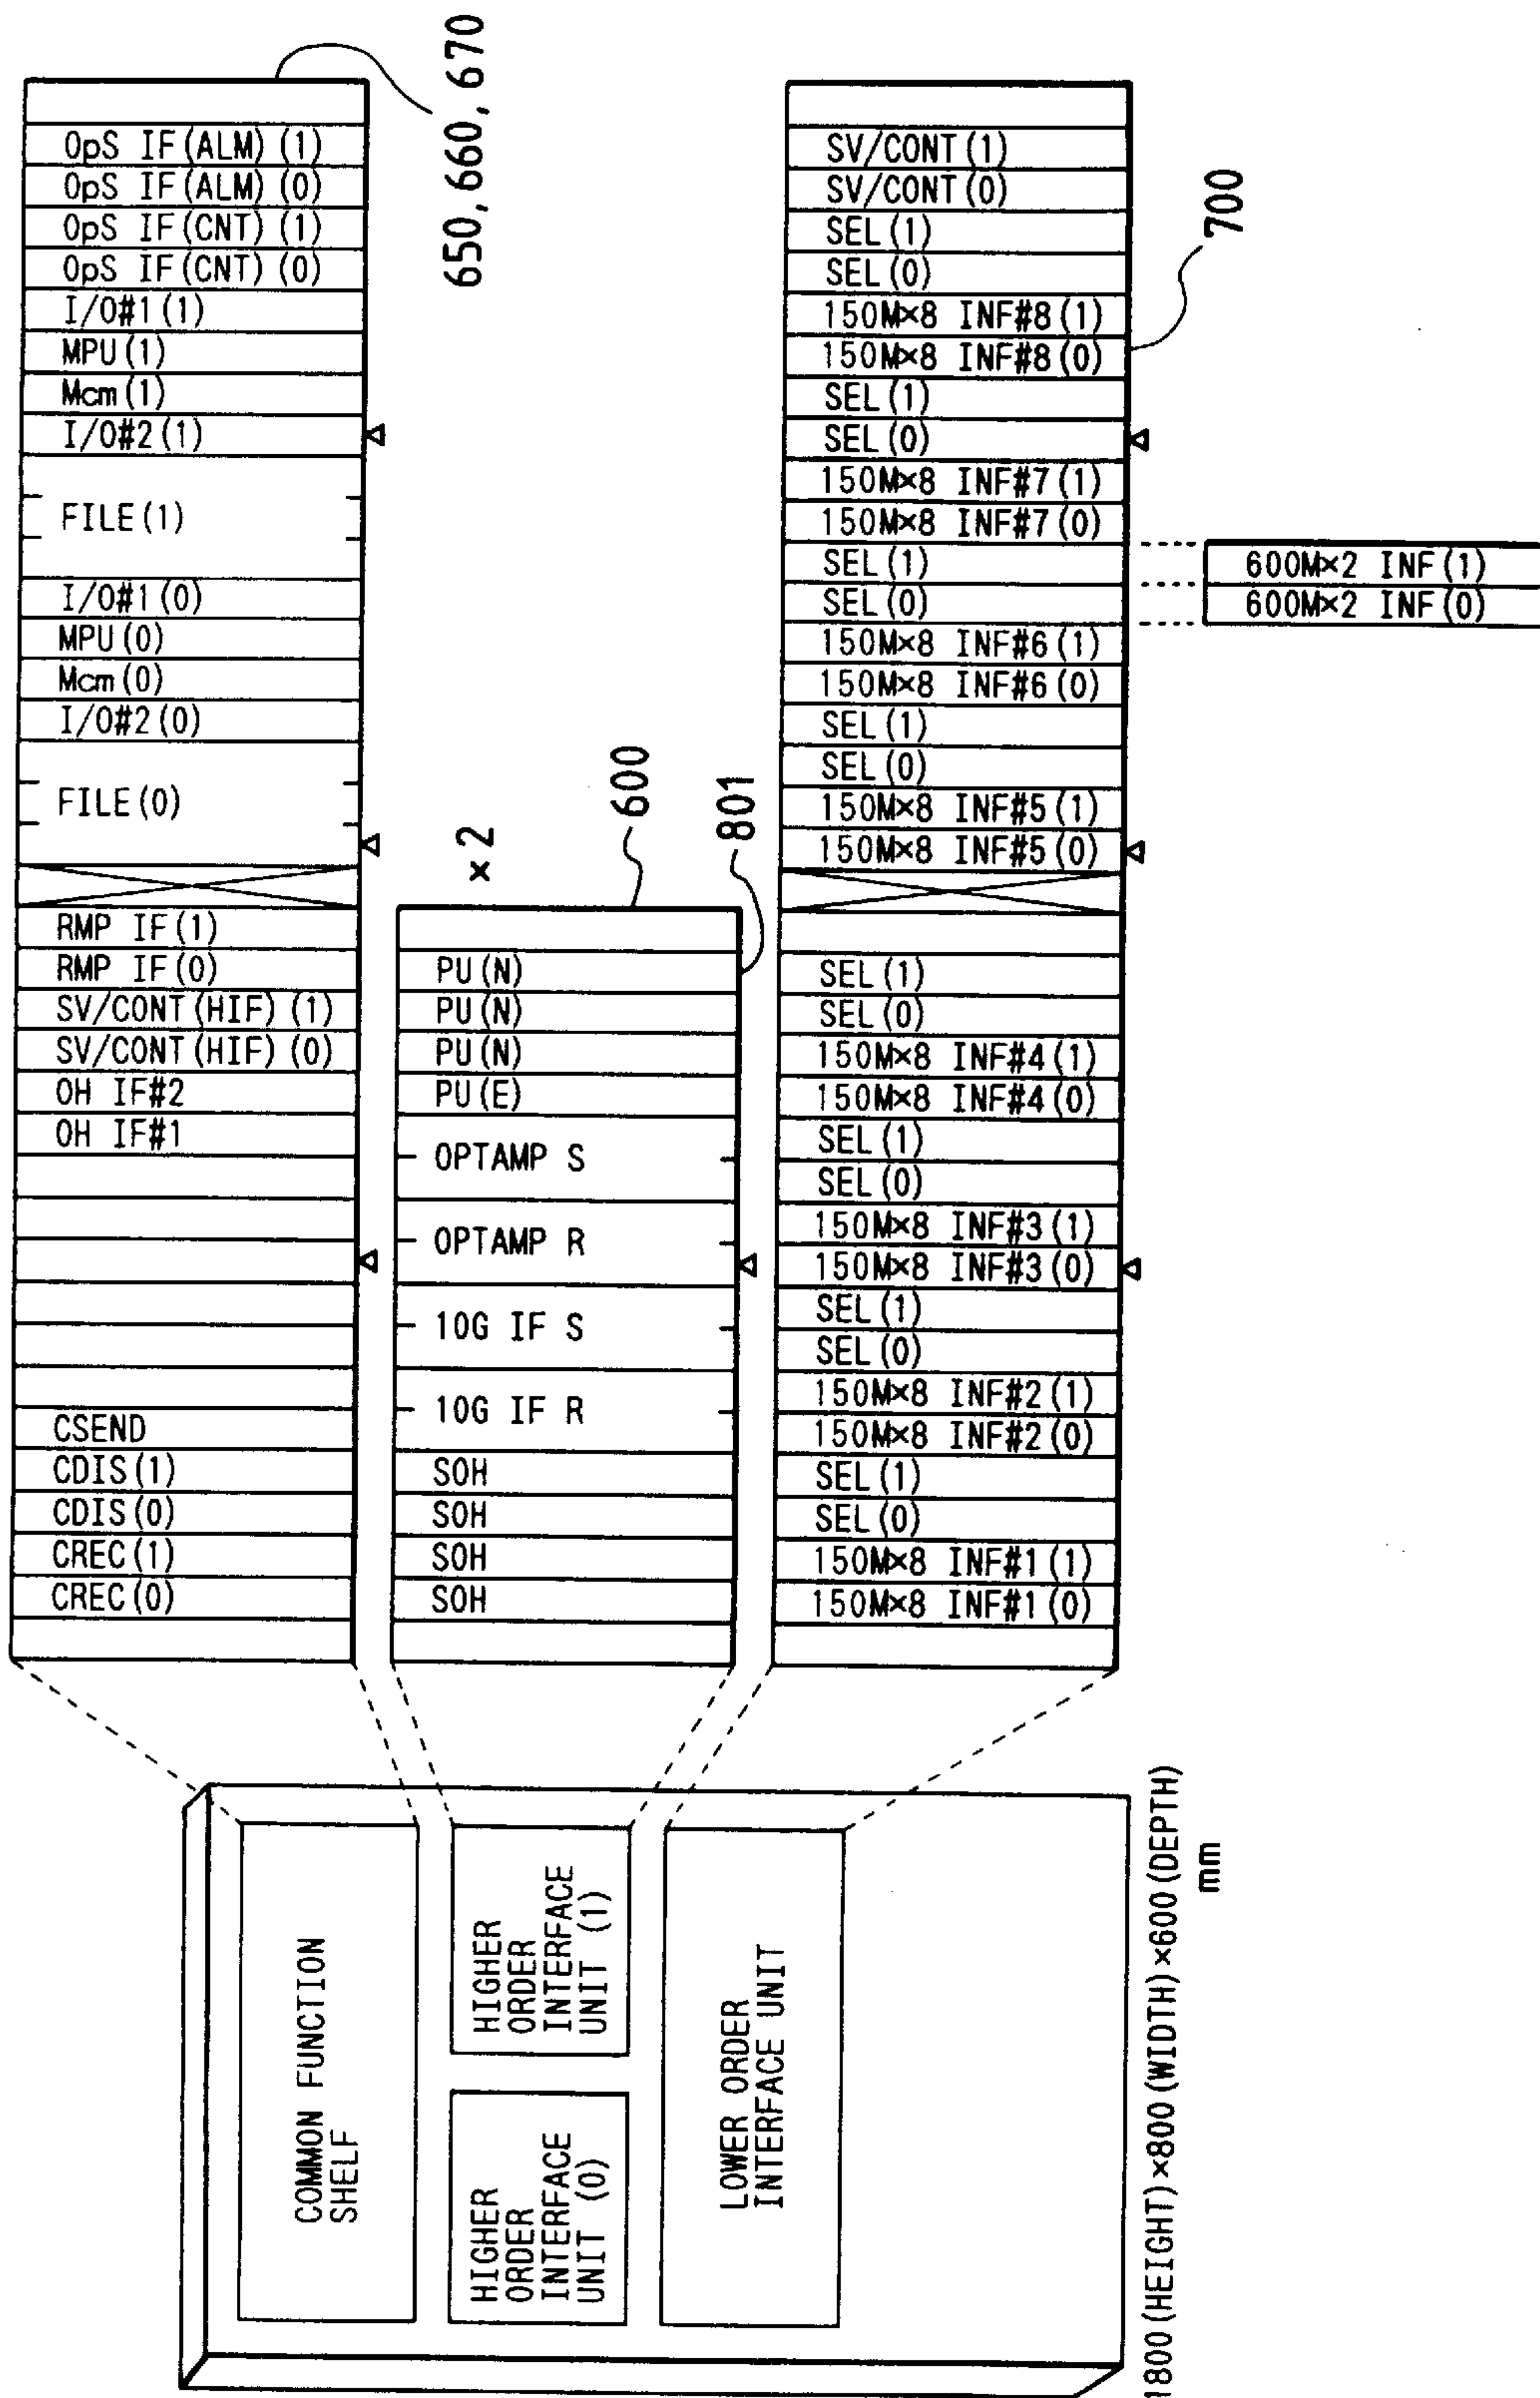 OpS IF(ALM)(1)
OpS IF(ALM)(0)
OpS IF(CNT)(1)
OpS IF(CNT)(0)
I/O#1(1)
MPU(1)
Mcm(1)
I/O#2(1)
FILE(1)
I/O#1(0)
MPU(0)
Mcm(0)
I/O#2(0)
FILE(0)
RMP IF(1)
RMP IF(0)
SV/CONT(HIF)(1)
SV/CONT(HIF)(0)
OH IF#2
OH IF#1
CSEND
CDIS(1)
CDIS(0)
CREC(1)
CREC(0)
650, 660, 670
×2
600
801
PU(N)
PU(N)
PU(N)
PU(E)
OPTAMP S
OPTAMP R
10G IF S
10G IF R
SOH
SOH
SOH
SOH
SV/CONT(1)
SV/CONT(0)
SEL(1)
SEL(0)
150M×8 INF#8(1)
150M×8 INF#8(0)
SEL(1)
SEL(0)
150M×8 INF#7(1)
150M×8 INF#7(0)
SEL(1)
SEL(0)
150M×8 INF#6(1)
150M×8 INF#6(0)
SEL(1)
SEL(0)
150M×8 INF#5(1)
150M×8 INF#5(0)
SEL(1)
SEL(0)
150M×8 INF#4(1)
150M×8 INF#4(0)
SEL(1)
SEL(0)
150M×8 INF#3(1)
150M×8 INF#3(0)
SEL(1)
SEL(0)
150M×8 INF#2(1)
150M×8 INF#2(0)
SEL(1)
SEL(0)
150M×8 INF#1(1)
150M×8 INF#1(0)
700
600M×2 INF(1)
600M×2 INF(0)
COMMON FUNCTION
SHELF
HIGHER
ORDER
INTERFACE
UNIT (0)
HIGHER
ORDER
INTERFACE
UNIT (1)
LOWER ORDER
INTERFACE UNIT
1800(HEIGHT)×800(WIDTH)×600(DEPTH)
mm